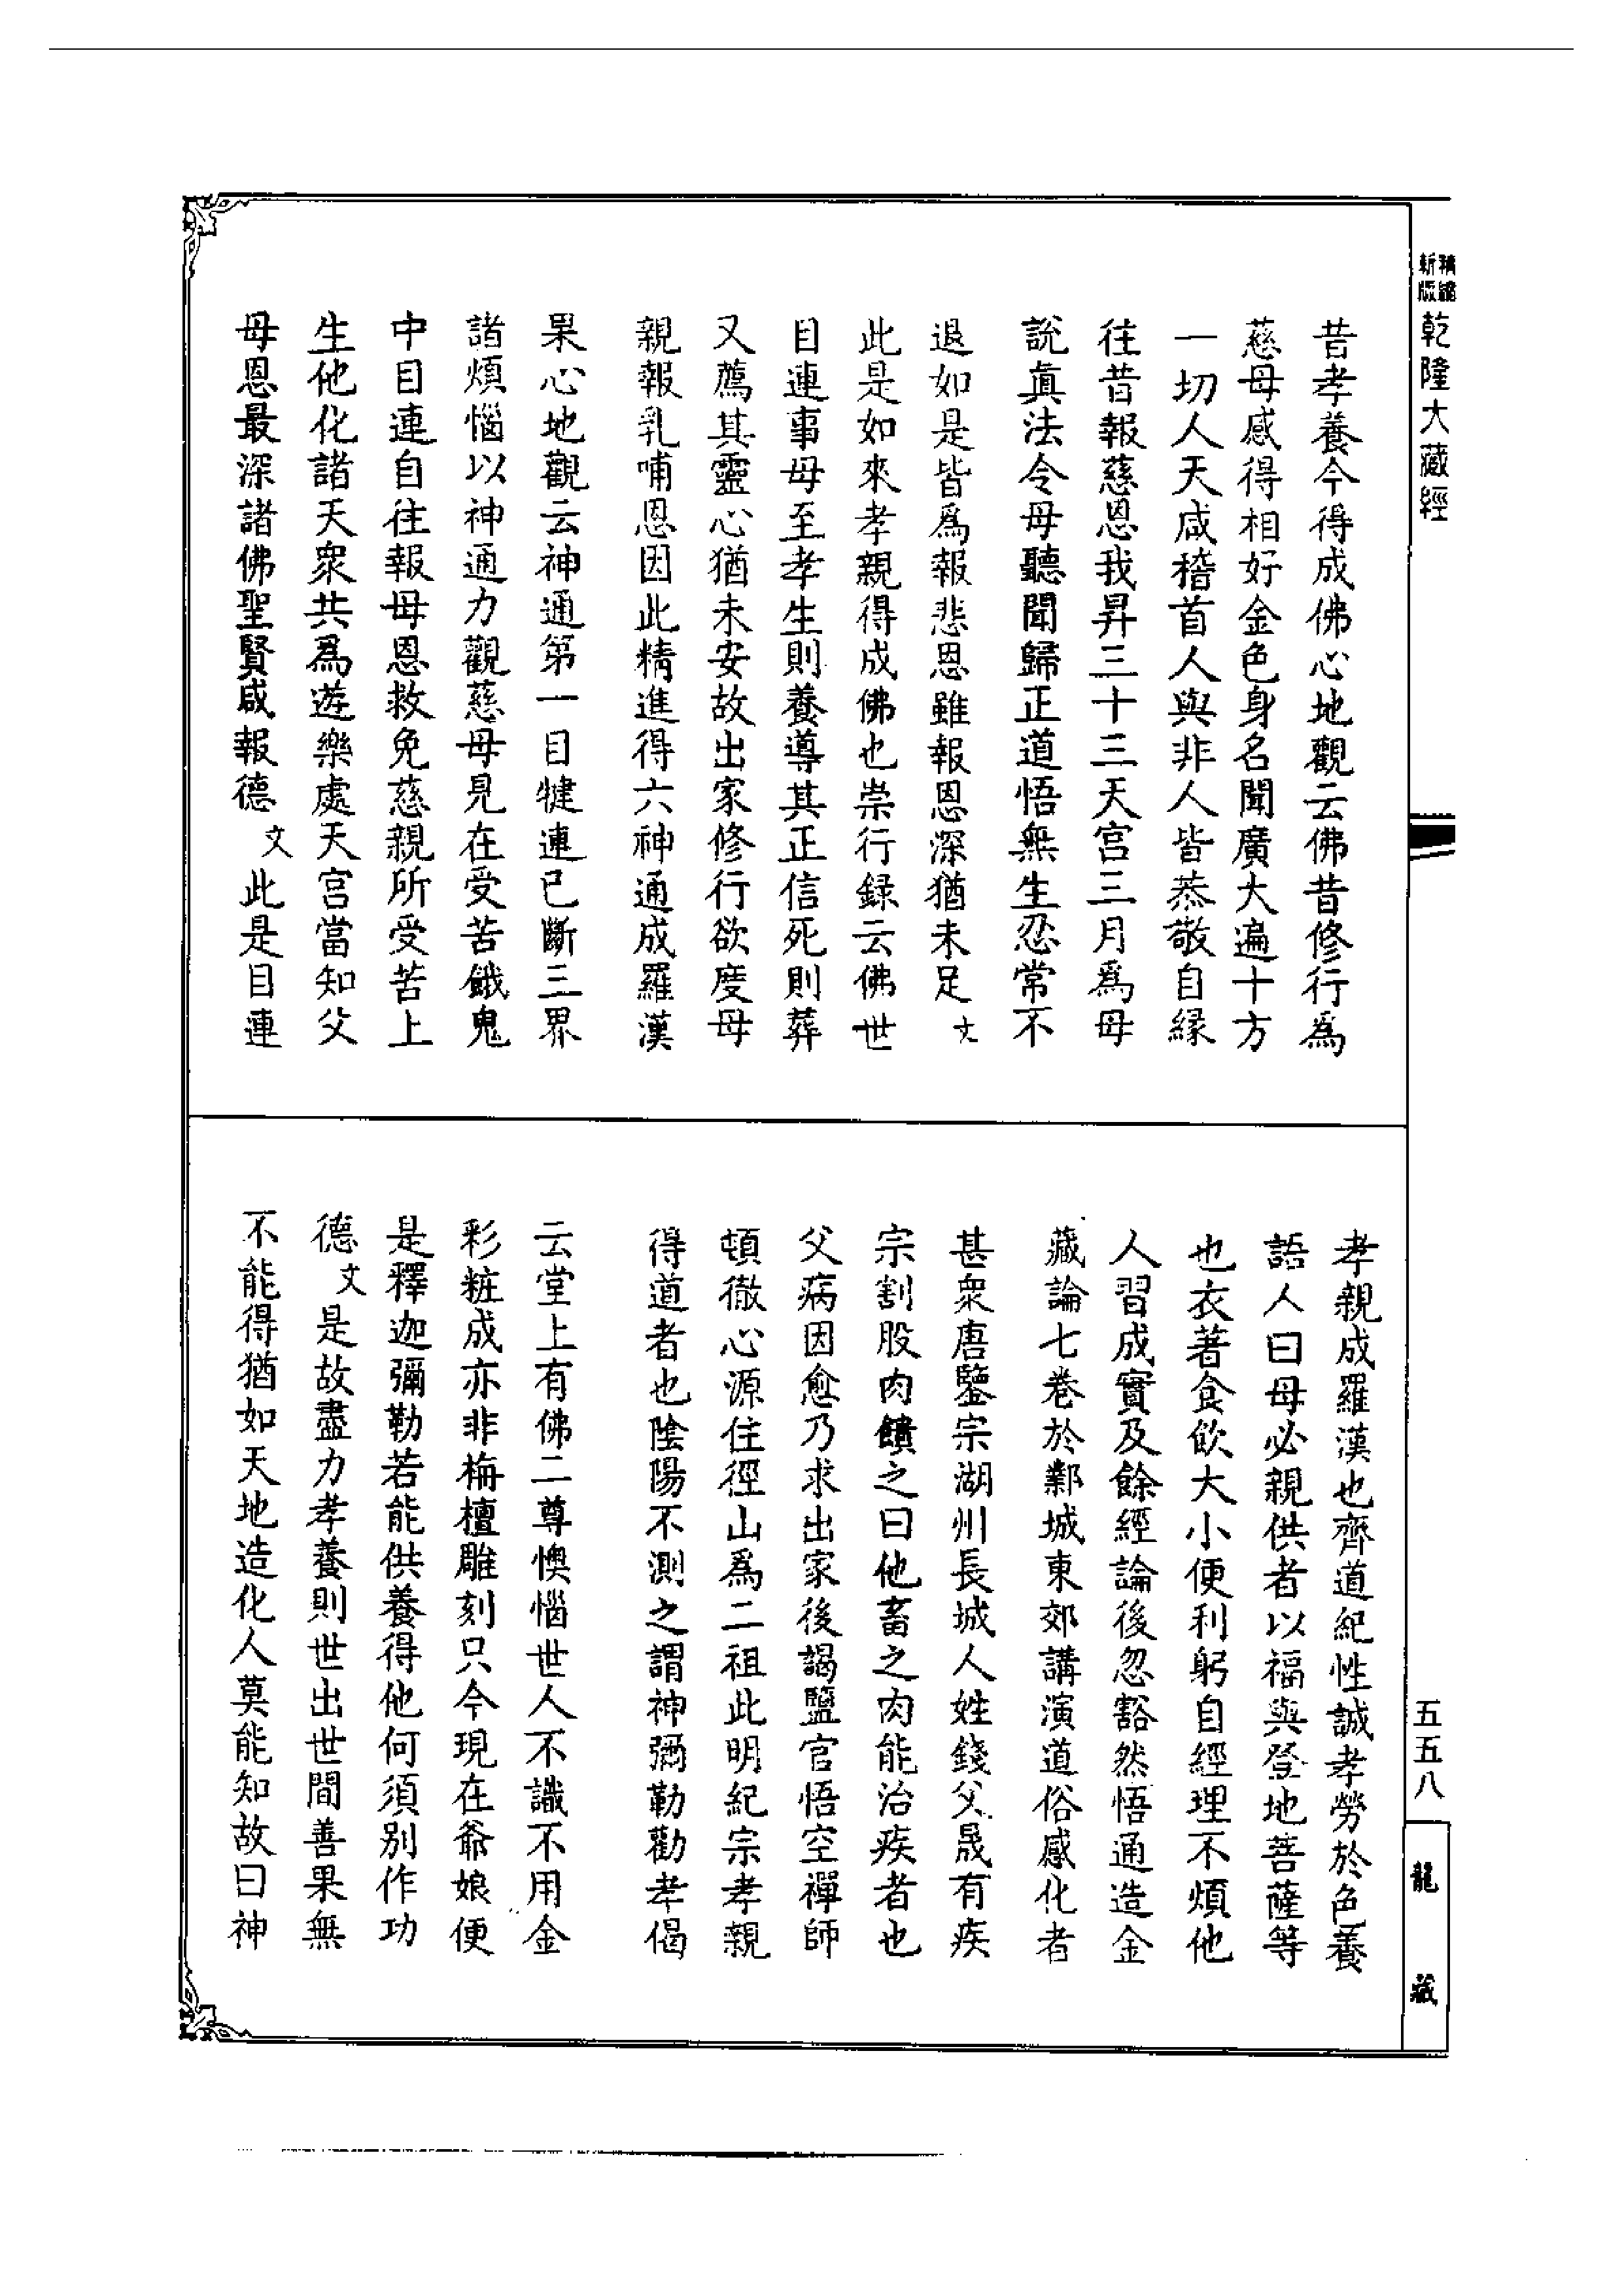 新版精縮
乾隆大藏經
昔孝養今得成佛心地觀云佛昔修行爲
慈母感得相好金色身名聞廣大遍十方
一切人天咸稽首人與非人皆恭敬自緣
往昔報慈恩我昇三十三天宮三月爲母
說真法令母聽聞歸正道悟無生忍常不
退如是皆爲報悲恩雖報恩深猶未足文
此是如來孝親得成佛也崇行録云佛世
目連事母至孝生則養導其正信死則葬
又薦其靈心猶未安故出家修行欲度母
親報乳哺恩因此精進得六神通成羅漢
果心地觀云神通第一目犍連已斷三界
諸煩惱以神通力觀慈母見在受苦餓鬼
中目連自往報母恩救免慈親所受苦上
生他化諸天衆共爲遊樂處天宮當知父
母恩最深諸佛聖賢咸報德文此是目連
孝親成羅漢也齊道紀性誠孝勞於色養
語人曰母必親供者以福與登地菩薩等
也衣著食飲大小便利躬自經理不煩他
人習成實及餘經論後忽豁然悟通造金
藏論七卷於鄴城東郊講演道俗感化者
甚衆唐鑒宗湖州長城人姓錢父晟有疾
宗割股肉饋之曰他畜之肉能治疾者也
父病因愈乃求出家後謁鹽官悟空禪師
頓徹心源住徑山爲二祖此明紀宗孝親
得道者也陰陽不測之謂神彌勒勸孝偈
云堂上有佛二尊懊惱世人不識不用金
彩粧成亦非栴檀雕刻只今現在爺娘便
是釋迦彌勒若能供養得他何須別作功
德文是故盡力孝養則世出世間善果無
不能得猶如天地造化人莫能知故曰神
五五八
龍藏